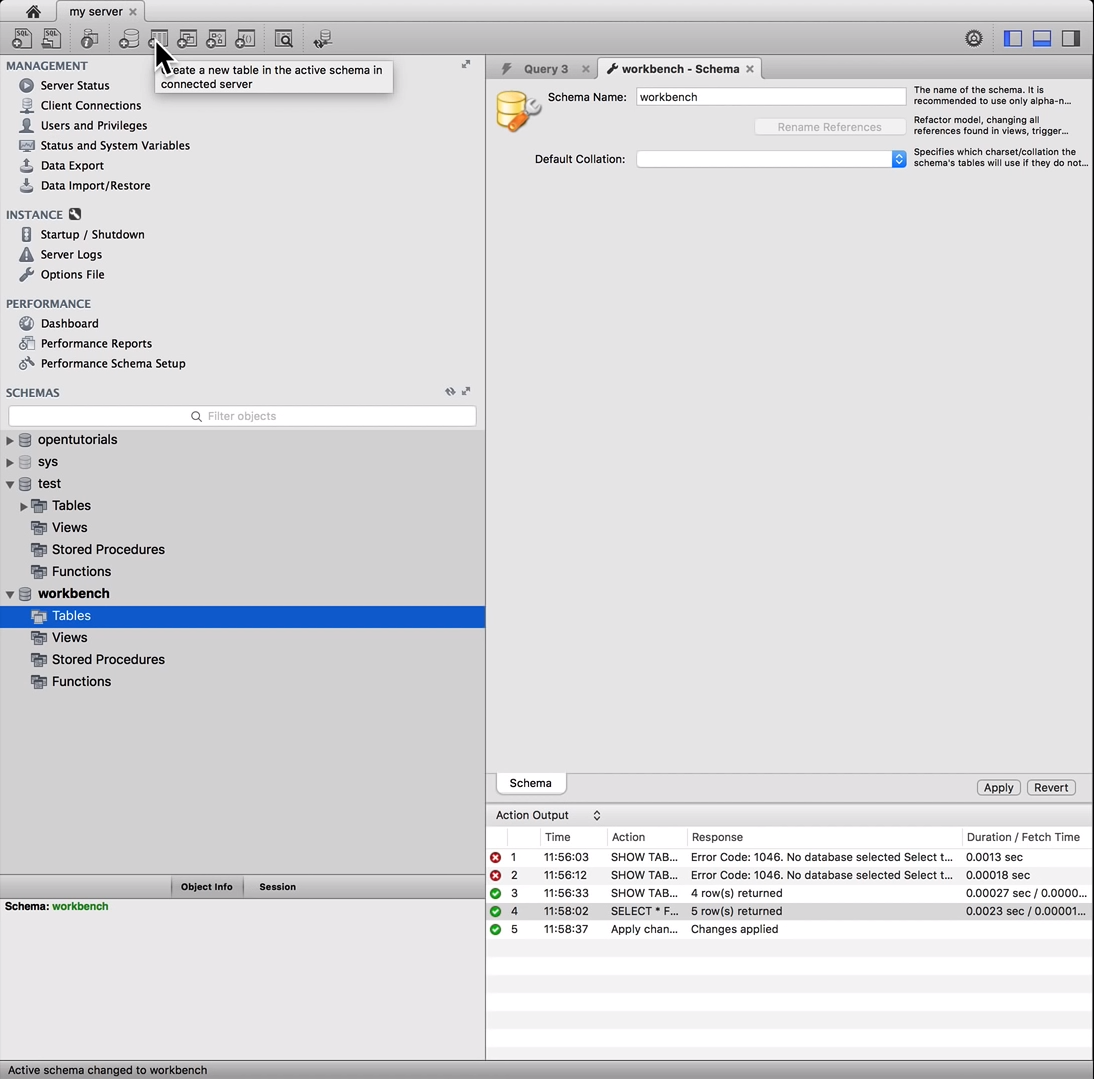 my server
SQL
SQL
Create a new table in the active schema in
connected server
MANAGEMENT
Server Status
Client Connections
Users and Privileges
Status and System Variables
Data Export
Data Import/Restore
INSTANCE
Startup / Shutdown
Server Logs
Options File
PERFORMANCE
Dashboard
Performance Reports
Performance Schema Setup
SCHEMAS
Filter objects
opentutorials
sys
test
Tables
Views
Stored Procedures
Functions
workbench
Tables
Views
Stored Procedures
Functions
Object Info
Session
Schema: workbench
Query 3
workbench - Schema
Schema Name:
workbench
The name of the schema. It is
recommended to use only alpha-n...
Rename References
Refactor model, changing all
references found in views, trigger...
Default Collation:
Specifies which charset/collation the
schema's tables will use if they do not...
Schema
Apply
Revert
Action Output
Time Action Response Duration / Fetch Time
1 11:56:03 SHOW TAB... Error Code: 1046. No database selected Select t... 0.0013 sec
2 11:56:12 SHOW TAB... Error Code: 1046. No database selected Select t... 0.00018 sec
3 11:56:33 SHOW TAB... 4 row(s) returned 0.00027 sec / 0.0000...
4 11:58:02 SELECT * F... 5 row(s) returned 0.0023 sec / 0.00001...
5 11:58:37 Apply chan... Changes applied
Active schema changed to workbench